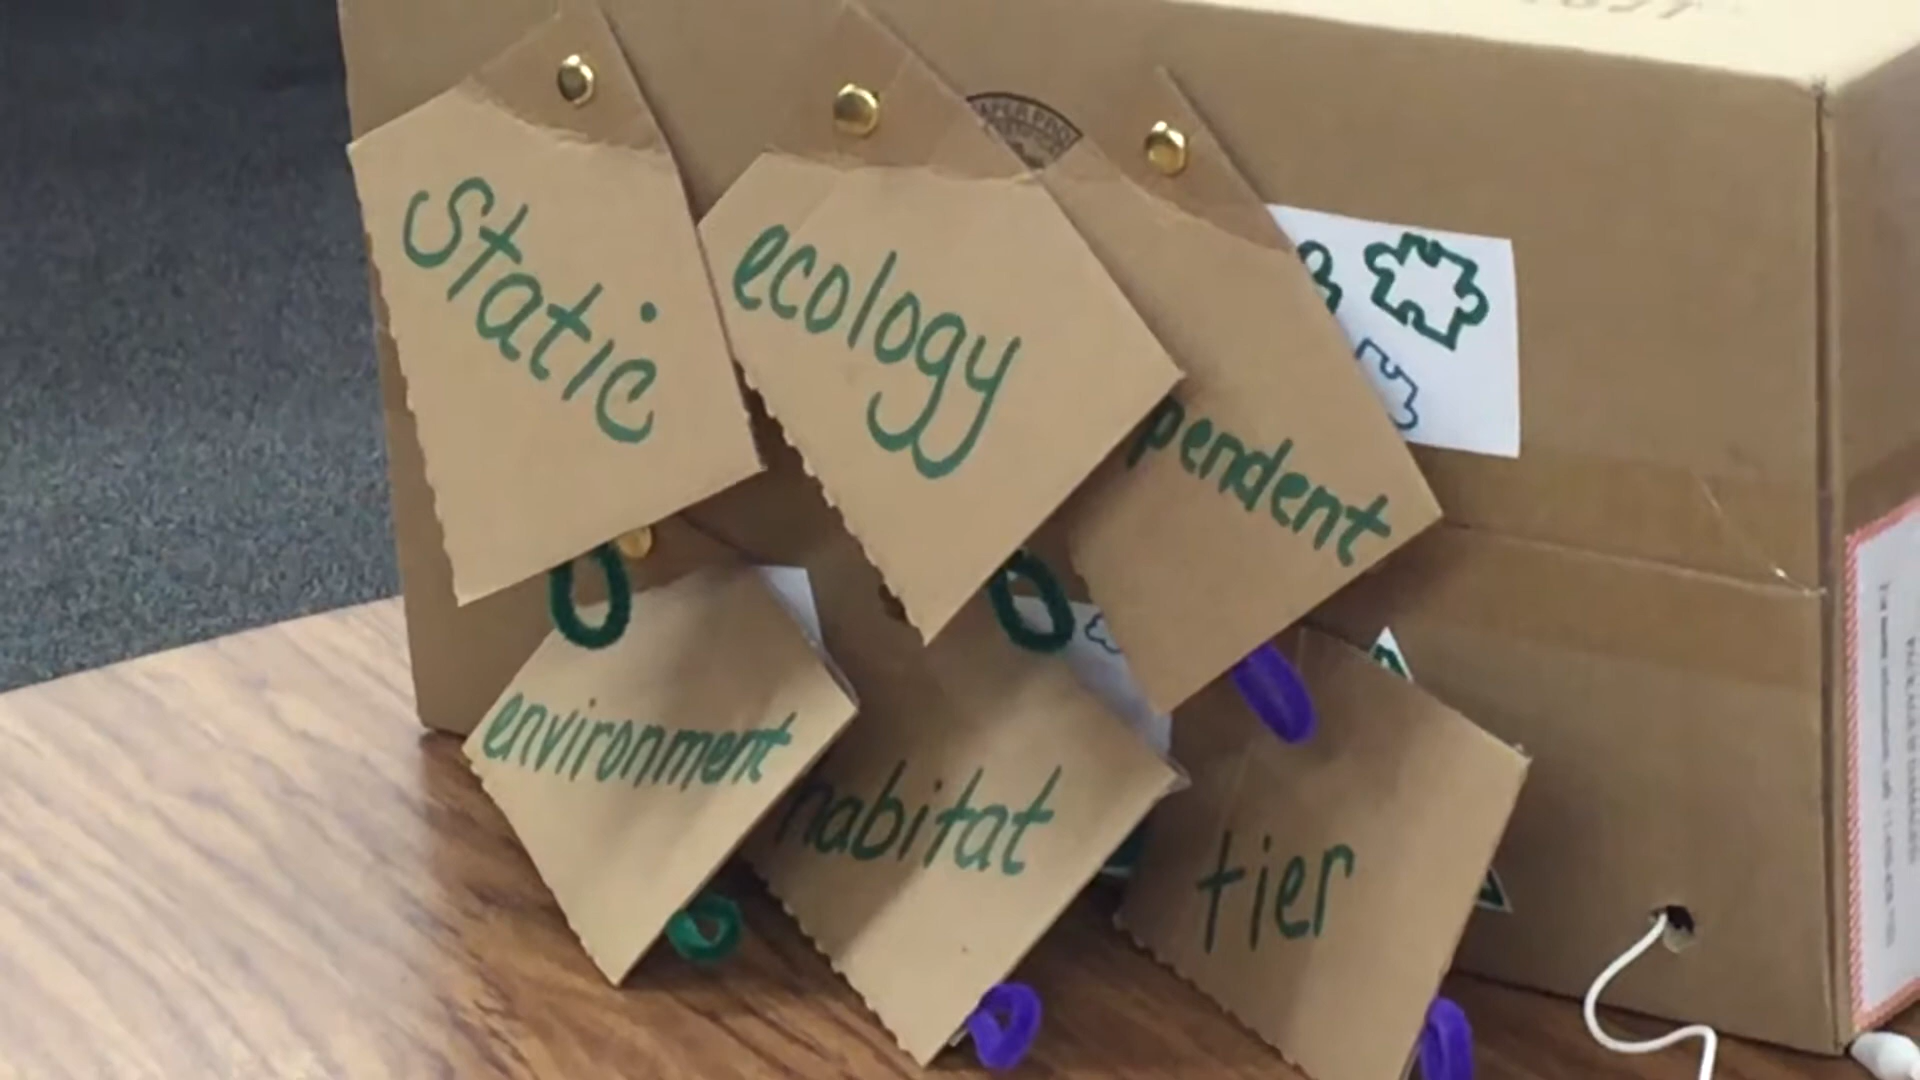 Static
ecology
pendent
environment
habitat
tier